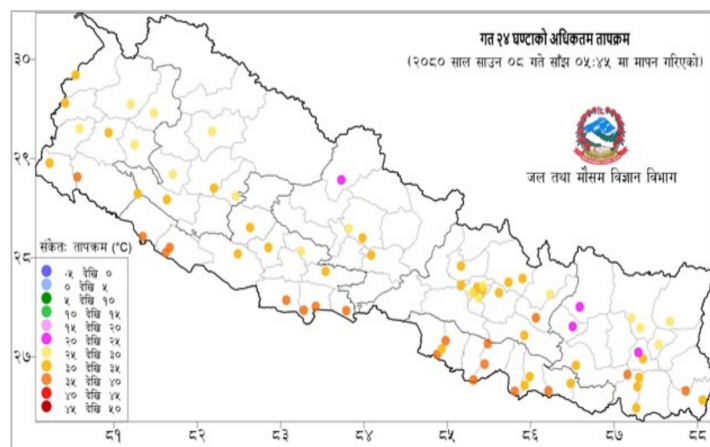 गत २४ घण्टाको अधिकतम तापक्रम
(२०८० साल साउन ०८ गते साँझ ०५:४५ मा मापन गरिएको)
३०
२९
जल तथा मौसम विज्ञान विभाग
२८
संकेतः तापक्रम (°C)
-५ देखि ०
० देखि ५
५ देखि १०
१० देखि १५
१५ देखि २०
२० देखि २५
२५ देखि ३०
३० देखि ३५
३५ देखि ४०
४० देखि ४५
४५ देखि ५०
२७
८१ ८२ ८३ ८४ ८५ ८६ ८७ ८८